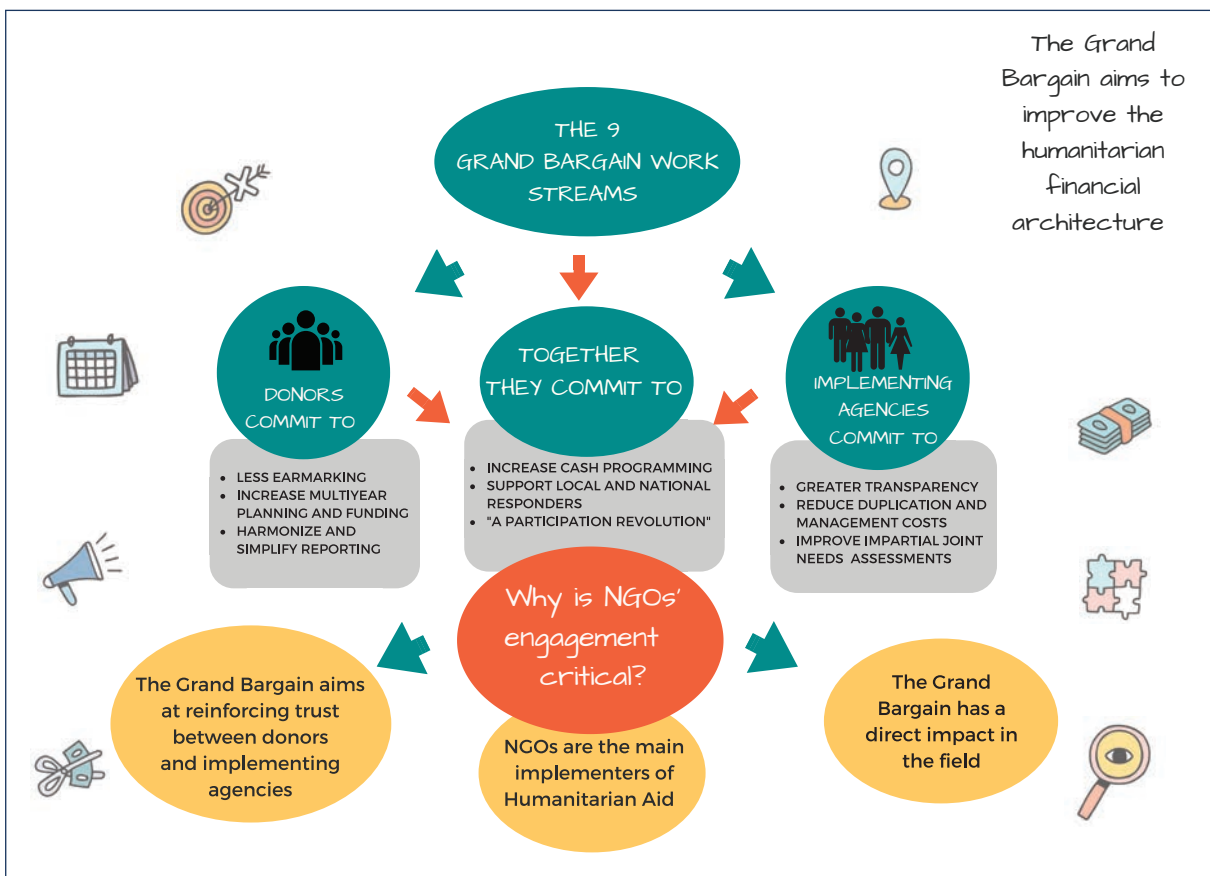 The Grand
Bargain aims to
improve the
humanitarian
financial
architecture
THE 9
GRAND BARGAIN WORK
STREAMS
DONORS
COMMIT TO
• LESS EARMARKING
• INCREASE MULTIYEAR
PLANNING AND FUNDING
• HARMONIZE AND
SIMPLIFY REPORTING
TOGETHER
THEY COMMIT TO
• INCREASE CASH PROGRAMMING
• SUPPORT LOCAL AND NATIONAL
RESPONDERS
• "A PARTICIPATION REVOLUTION"
IMPLEMENTING
AGENCIES
COMMIT TO
• GREATER TRANSPARENCY
• REDUCE DUPLICATION AND
MANAGEMENT COSTS
• IMPROVE IMPARTIAL JOINT
NEEDS ASSESSMENTS
Why is NGOs'
engagement
critical?
The Grand Bargain aims
at reinforcing trust
between donors
and implementing
agencies
NGOs are the main
implementers of
Humanitarian Aid
The Grand
Bargain has a
direct impact in
the field